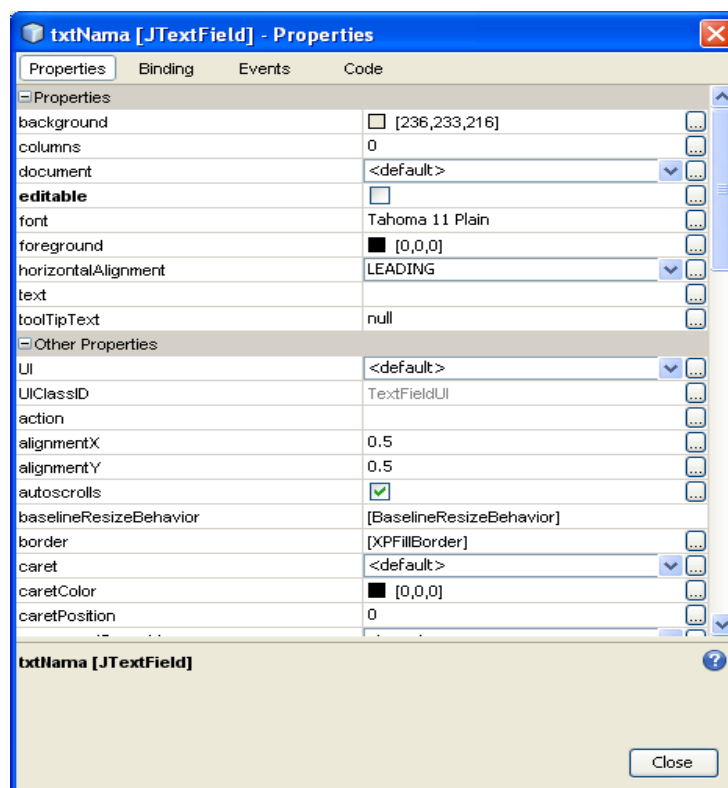 txtNama [JTextField] - Properties
Properties Binding Events Code
Properties
background [236,233,216] ...
columns 0 ...
document <default> ...
editable ...
font Tahoma 11 Plain ...
foreground [0,0,0] ...
horizontalAlignment LEADING ...
text ...
toolTipText null ...
Other Properties
UI <default> ...
UIClassID TextFieldUI ...
action ...
alignmentX 0.5 ...
alignmentY 0.5 ...
autoscrolls ...
baselineResizeBehavior [BaselineResizeBehavior]
border [XPFillBorder] ...
caret <default> ...
caretColor [0,0,0] ...
caretPosition 0 ...
txtNama [JTextField] ?
Close